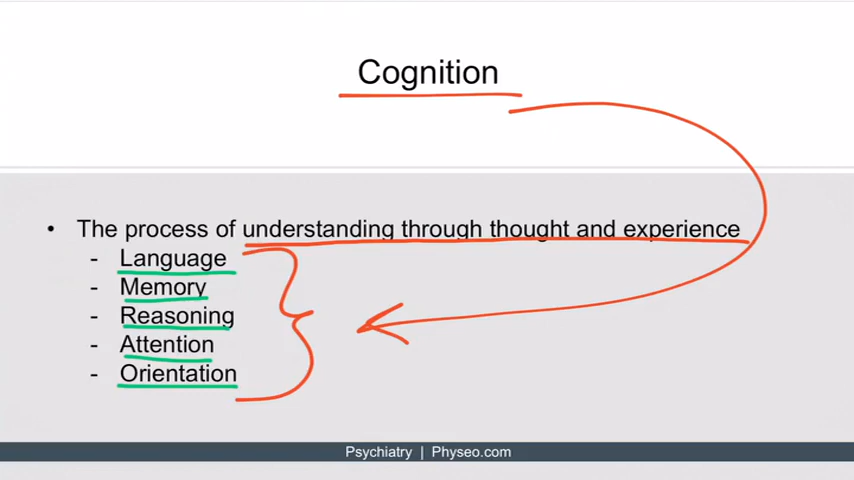 Cognition
• The process of understanding through thought and experience
- Language
- Memory
- Reasoning
- Attention
- Orientation
Psychiatry | Physeo.com